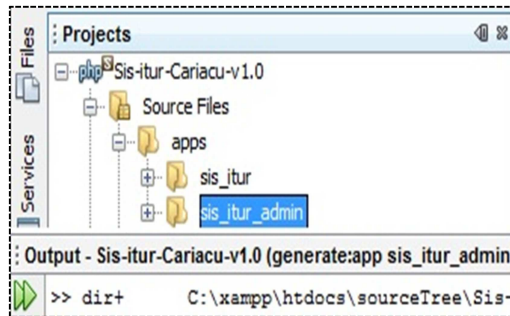 Files
Services
Projects
php Sis-itur-Cariacu-v1.0
Source Files
apps
sis_itur
sis_itur_admin
Output - Sis-itur-Cariacu-v1.0 (generate:app sis_itur_admin
>> dir+ C:\xampp\htdocs\sourceTree\Sis-